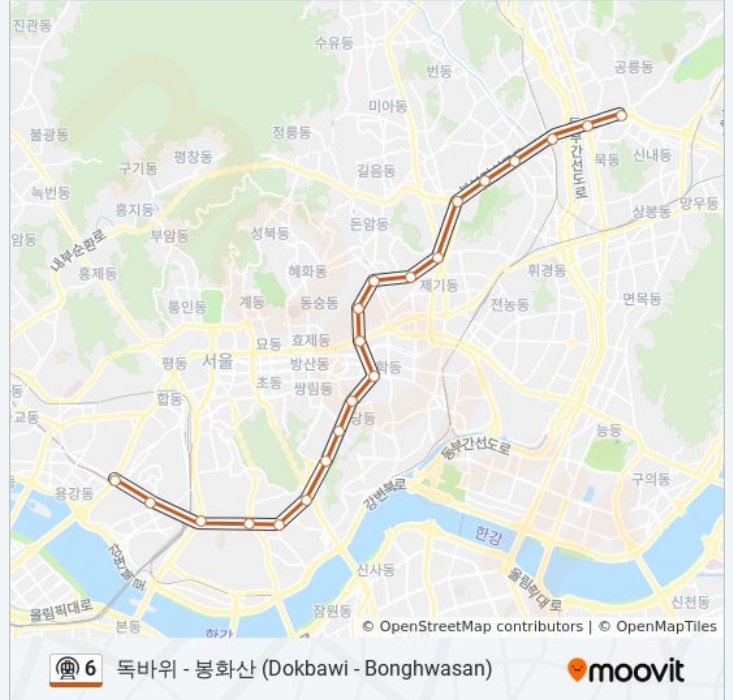 진관동
수유동
번동
공릉동
미아동
정릉동
불광동
평창동
구기동
묵동
신내동
길음동
동부간선도로
녹번동
홍지동
상봉동
망우동
돈암동
부암동
성북동
암동
내부순환로
홍제동
혜화동
제기동
휘경동
통인동
계동
동숭동
전농동
면목동
묘동
효제동
평동
서울
방산동
학동
초동
쌍림동
합동
교동
당동
능동
동부간선도로
구의동
용강동
강변북로
한강
신사동
올림픽대로
신천동
올림픽대로
잠원동
본동
한강
© OpenStreetMap contributors | © OpenMapTiles
6 독바위 - 봉화산 (Dokbawi - Bonghwasan)
moovit